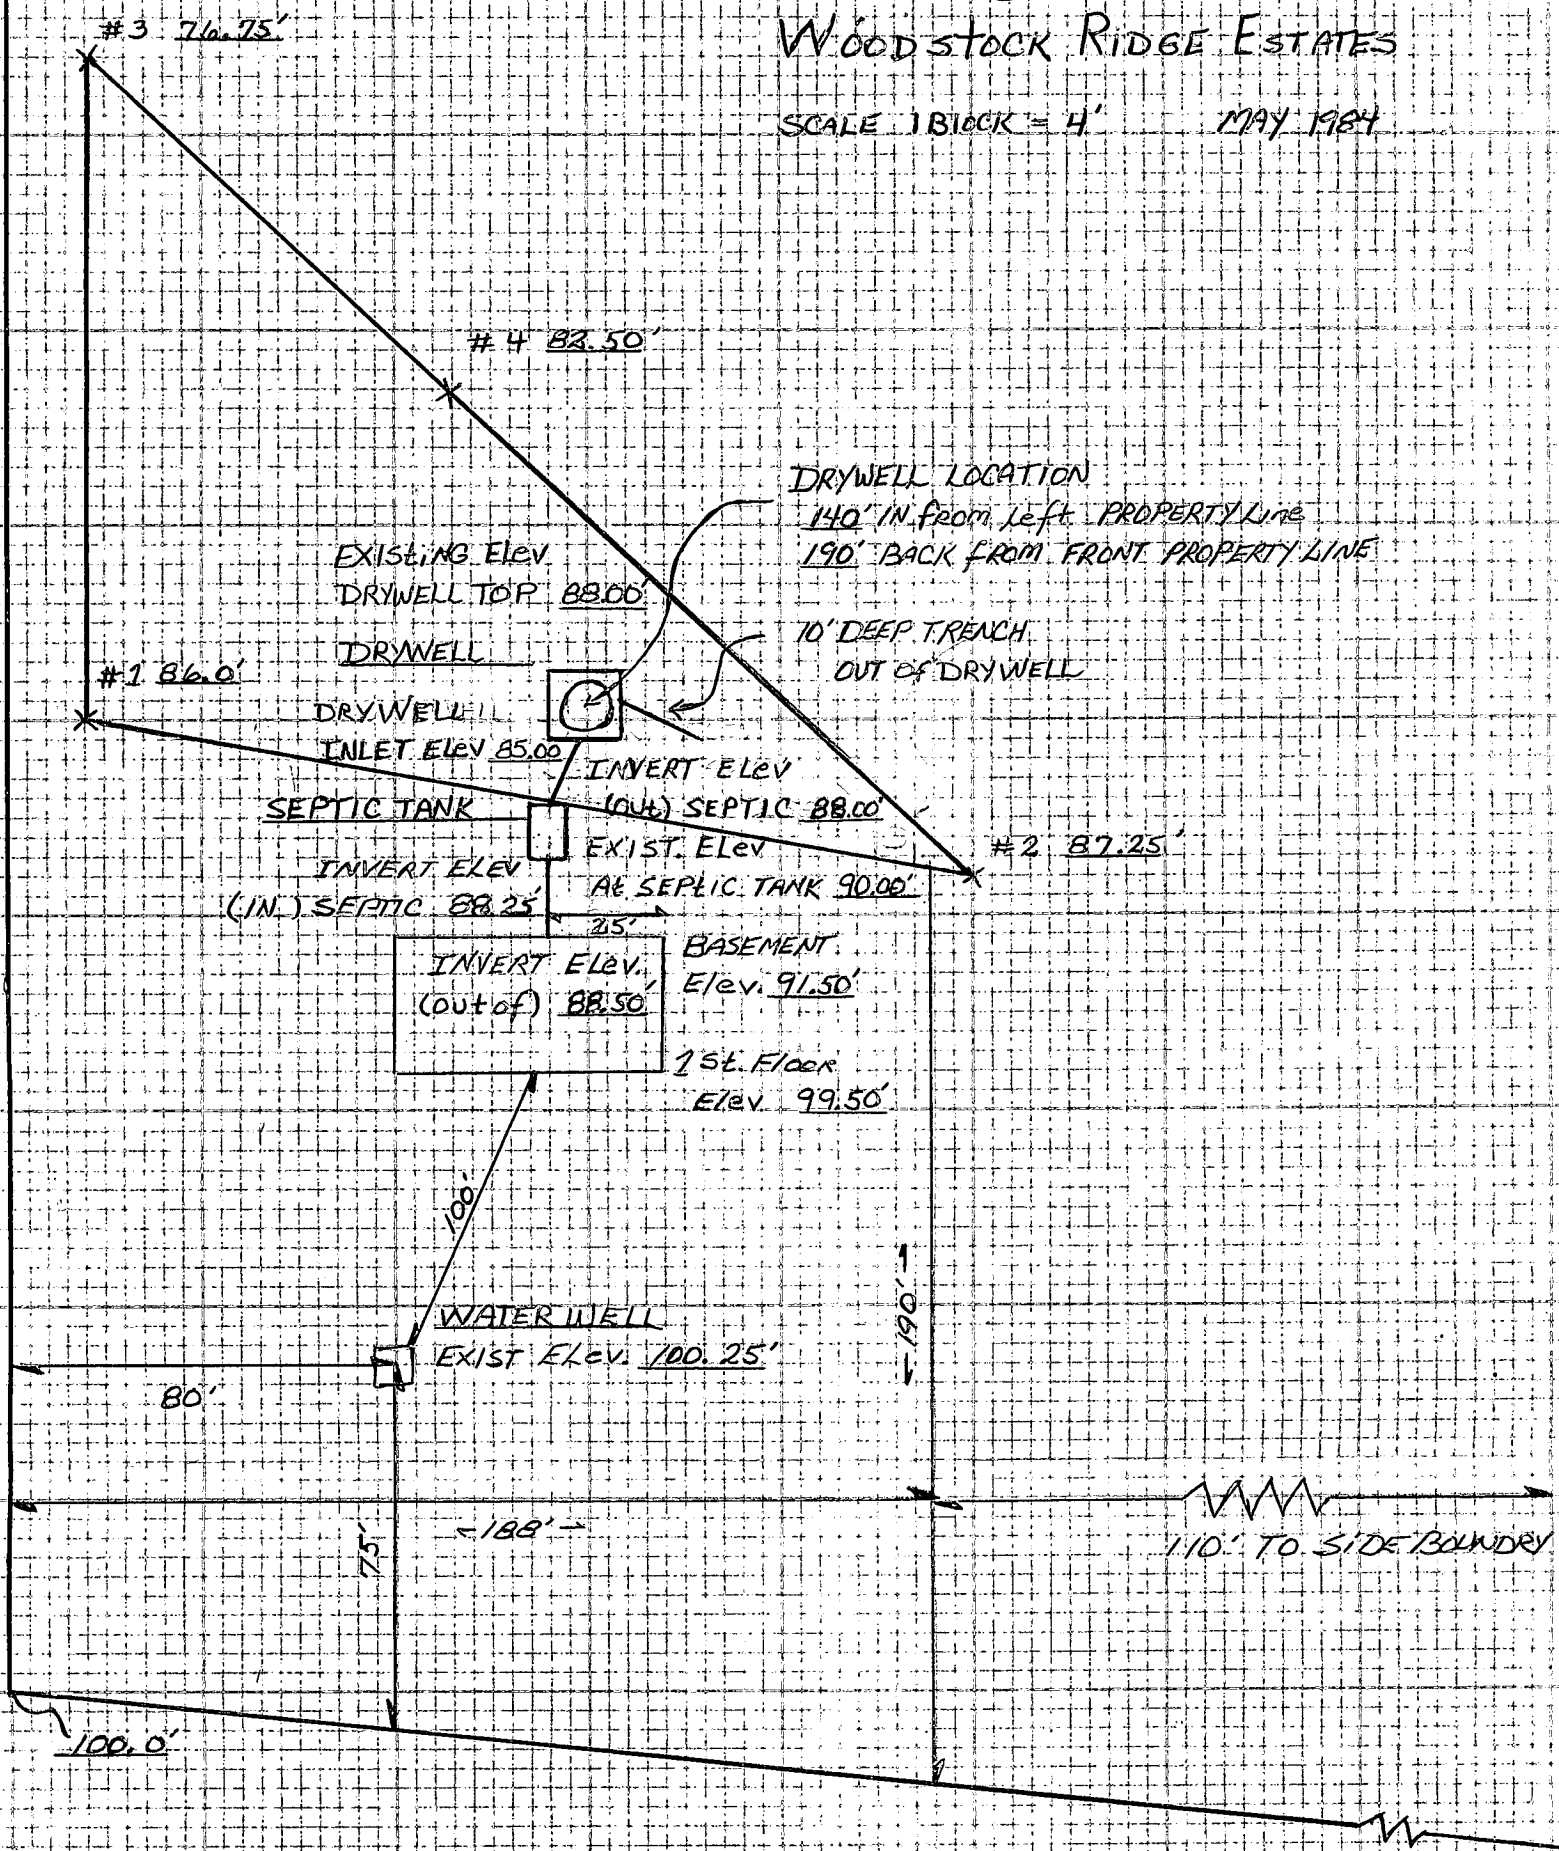 WOODSTOCK RIDGE ESTATES
SCALE 1 BLOCK = 4' MAY 1984
#3 76.75'
#4 82.50'
DRYWELL LOCATION
140' IN from Left PROPERTY Line
190' BACK from FRONT PROPERTY LINE
EXISTING Elev
DRYWELL TOP 88.00'
10' DEEP TRENCH
OUT of DRYWELL
DRYWELL
#1 86.0'
DRYWELL
INLET Elev 85.00
INVERT ELev
(Out) SEPTIC 88.00'
SEPTIC TANK
EXIST. ELev
At SEPTIC TANK 90.00'
#2 87.25'
INVERT ELEV
(IN.) SEPTIC 88.25'
25'
INVERT ELev.
(out of) 88.50'
BASEMENT
Elev. 91.50'
1 St. Floor
Elev 99.50'
100'
WATER WELL
EXIST ELev. 100.25'
190'
80'
188'
75'
110' TO SIDE BOUNDRY
100.0'